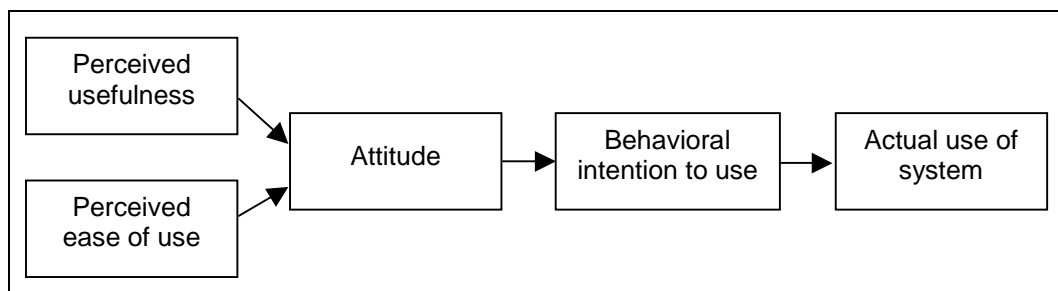 Perceived
usefulness
Perceived
ease of use
Attitude
Behavioral
intention to use
Actual use of
system